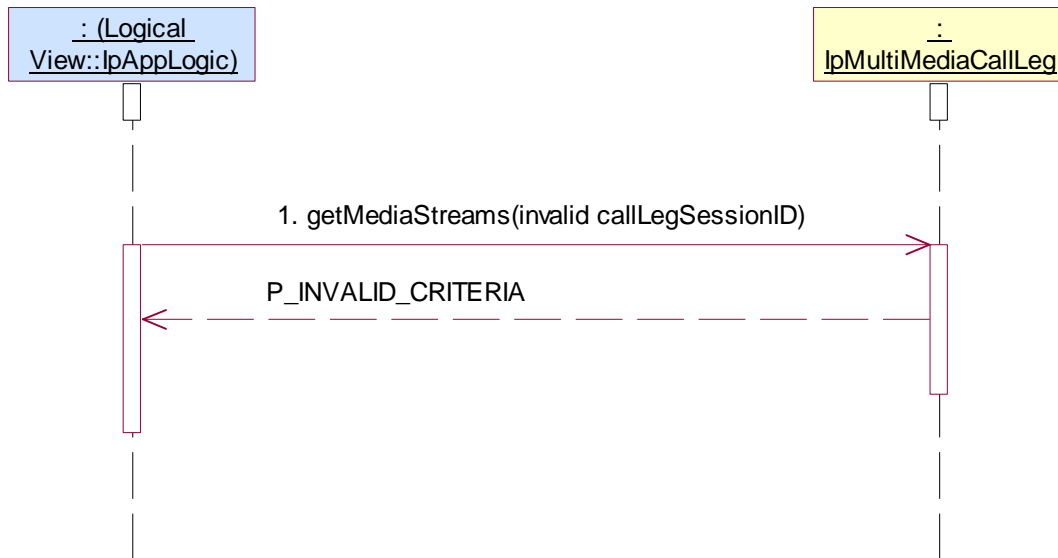 : (Logical
View::IpAppLogic)
:
IpMultiMediaCallLeg
1. getMediaStreams(invalid callLegSessionID)
P_INVALID_CRITERIA